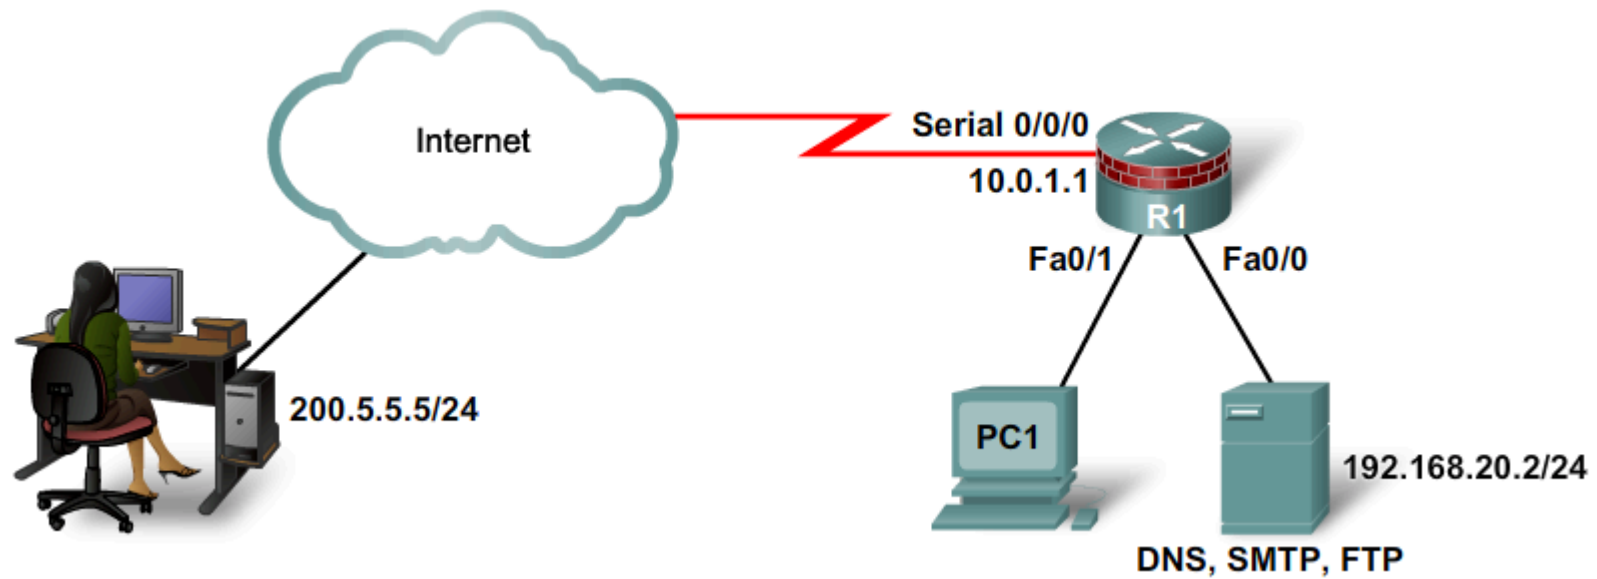 Internet
Serial 0/0/0
10.0.1.1
R1
Fa0/1
Fa0/0
200.5.5.5/24
PC1
192.168.20.2/24
DNS, SMTP, FTP